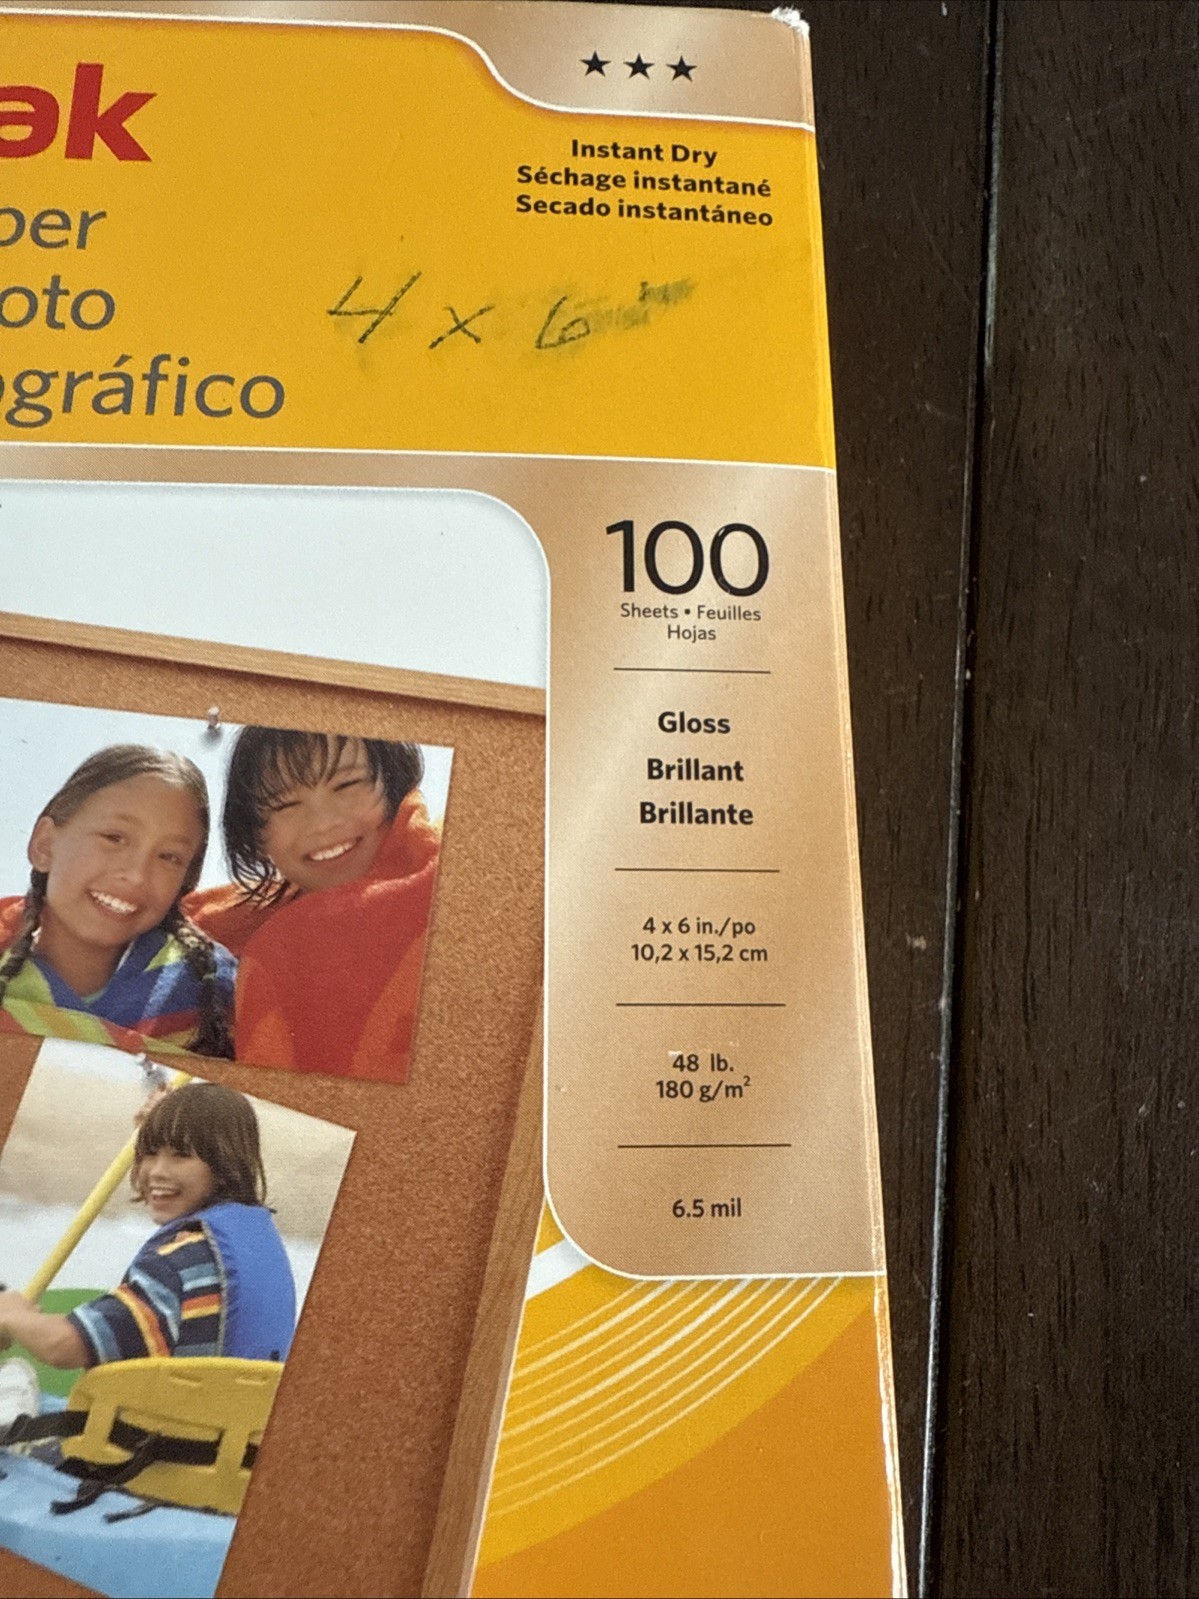 ak
★★★
Instant Dry
Séchage instantané
Secado instantáneo
per
oto
ográfico
4 x 6"
100
Sheets • Feuilles
Hojas
Gloss
Brillant
Brillante
4 x 6 in./po
10,2 x 15,2 cm
48 lb.
180 g/m²
6.5 mil